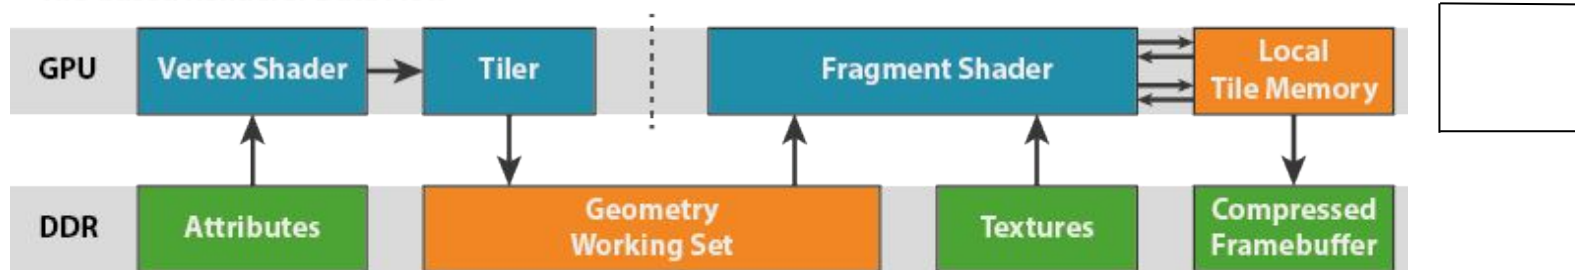 GPU
Vertex Shader
Tiler
Fragment Shader
Local
Tile Memory
DDR
Attributes
Geometry
Working Set
Textures
Compressed
Framebuffer